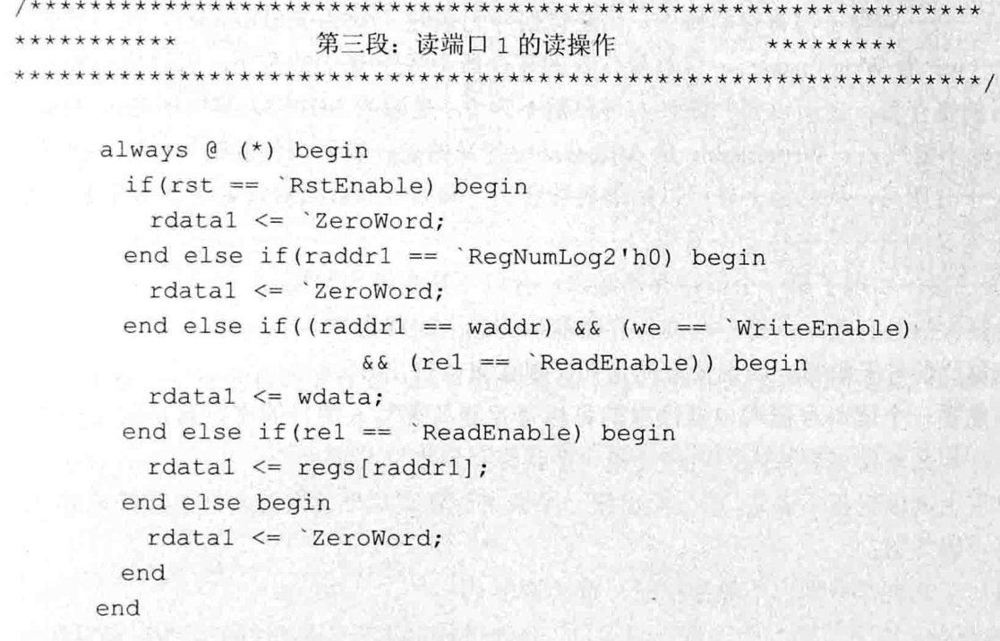 /****************************************************************
*********** 第三段：读端口 1 的读操作 *********
*****************************************************************/
always @ (*) begin
if(rst == `RstEnable) begin
rdata1 <= `ZeroWord;
end else if(raddr1 == `RegNumLog2'h0) begin
rdata1 <= `ZeroWord;
end else if((raddr1 == waddr) && (we == `WriteEnable)
&& (re1 == `ReadEnable)) begin
rdata1 <= wdata;
end else if(re1 == `ReadEnable) begin
rdata1 <= regs[raddr1];
end else begin
rdata1 <= `ZeroWord;
end
end